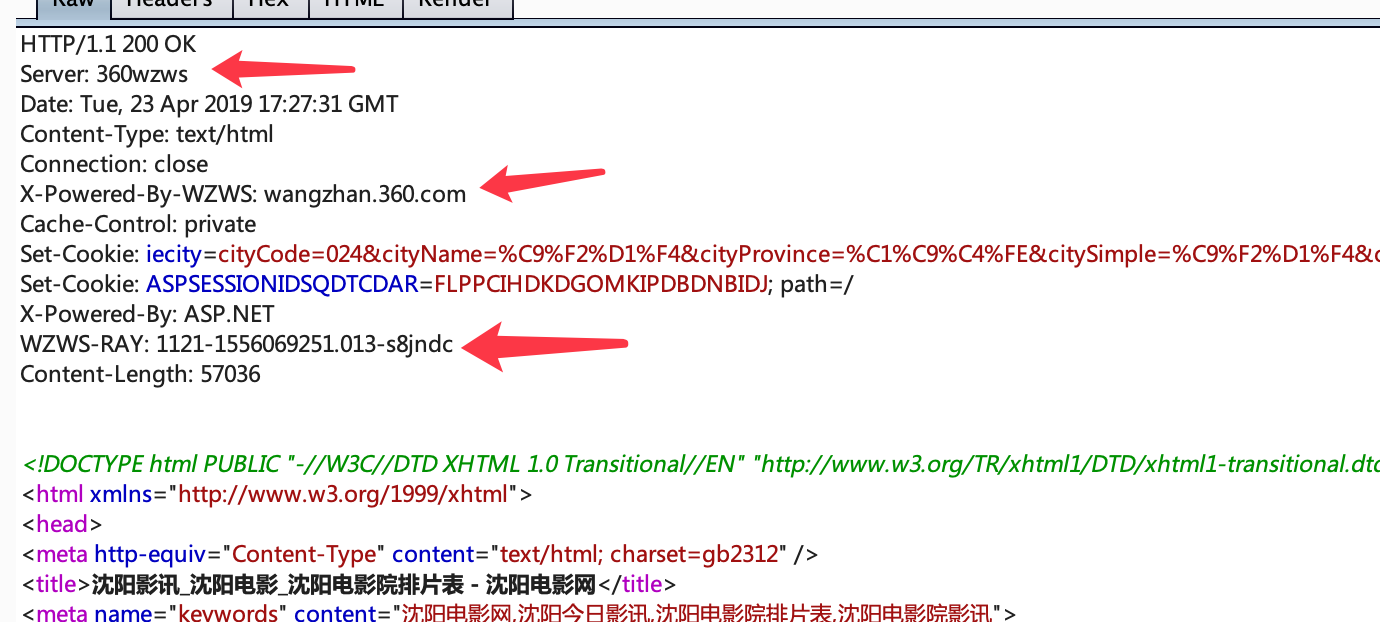 Raw Headers Hex HTML Render
HTTP/1.1 200 OK
Server: 360wzws
Date: Tue, 23 Apr 2019 17:27:31 GMT
Content-Type: text/html
Connection: close
X-Powered-By-WZWS: wangzhan.360.com
Cache-Control: private
Set-Cookie: iecity=cityCode=024&cityName=%C9%F2%D1%F4&cityProvince=%C1%C9%C4%FE&citySimple=%C9%F2%D1%F4&c
Set-Cookie: ASPSESSIONIDSQDTCDAR=FLPPCIHDKDGOMKIPDBDNBIDJ; path=/
X-Powered-By: ASP.NET
WZWS-RAY: 1121-1556069251.013-s8jndc
Content-Length: 57036
<!DOCTYPE html PUBLIC "-//W3C//DTD XHTML 1.0 Transitional//EN" "http://www.w3.org/TR/xhtml1/DTD/xhtml1-transitional.dtd
<html xmlns="http://www.w3.org/1999/xhtml">
<head>
<meta http-equiv="Content-Type" content="text/html; charset=gb2312" />
<title>沈阳影讯_沈阳电影_沈阳电影院排片表 - 沈阳电影网</title>
<meta name="keywords" content="沈阳电影网,沈阳今日影讯,沈阳电影院排片表,沈阳电影院影讯">